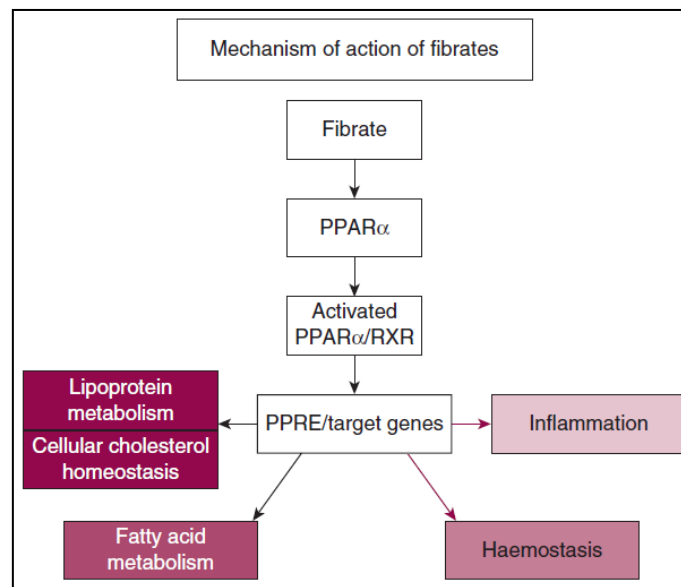 Mechanism of action of fibrates
Fibrate
PPARα
Activated
PPARα/RXR
Lipoprotein
metabolism
Cellular cholesterol
homeostasis
PPRE/target genes
Inflammation
Fatty acid
metabolism
Haemostasis